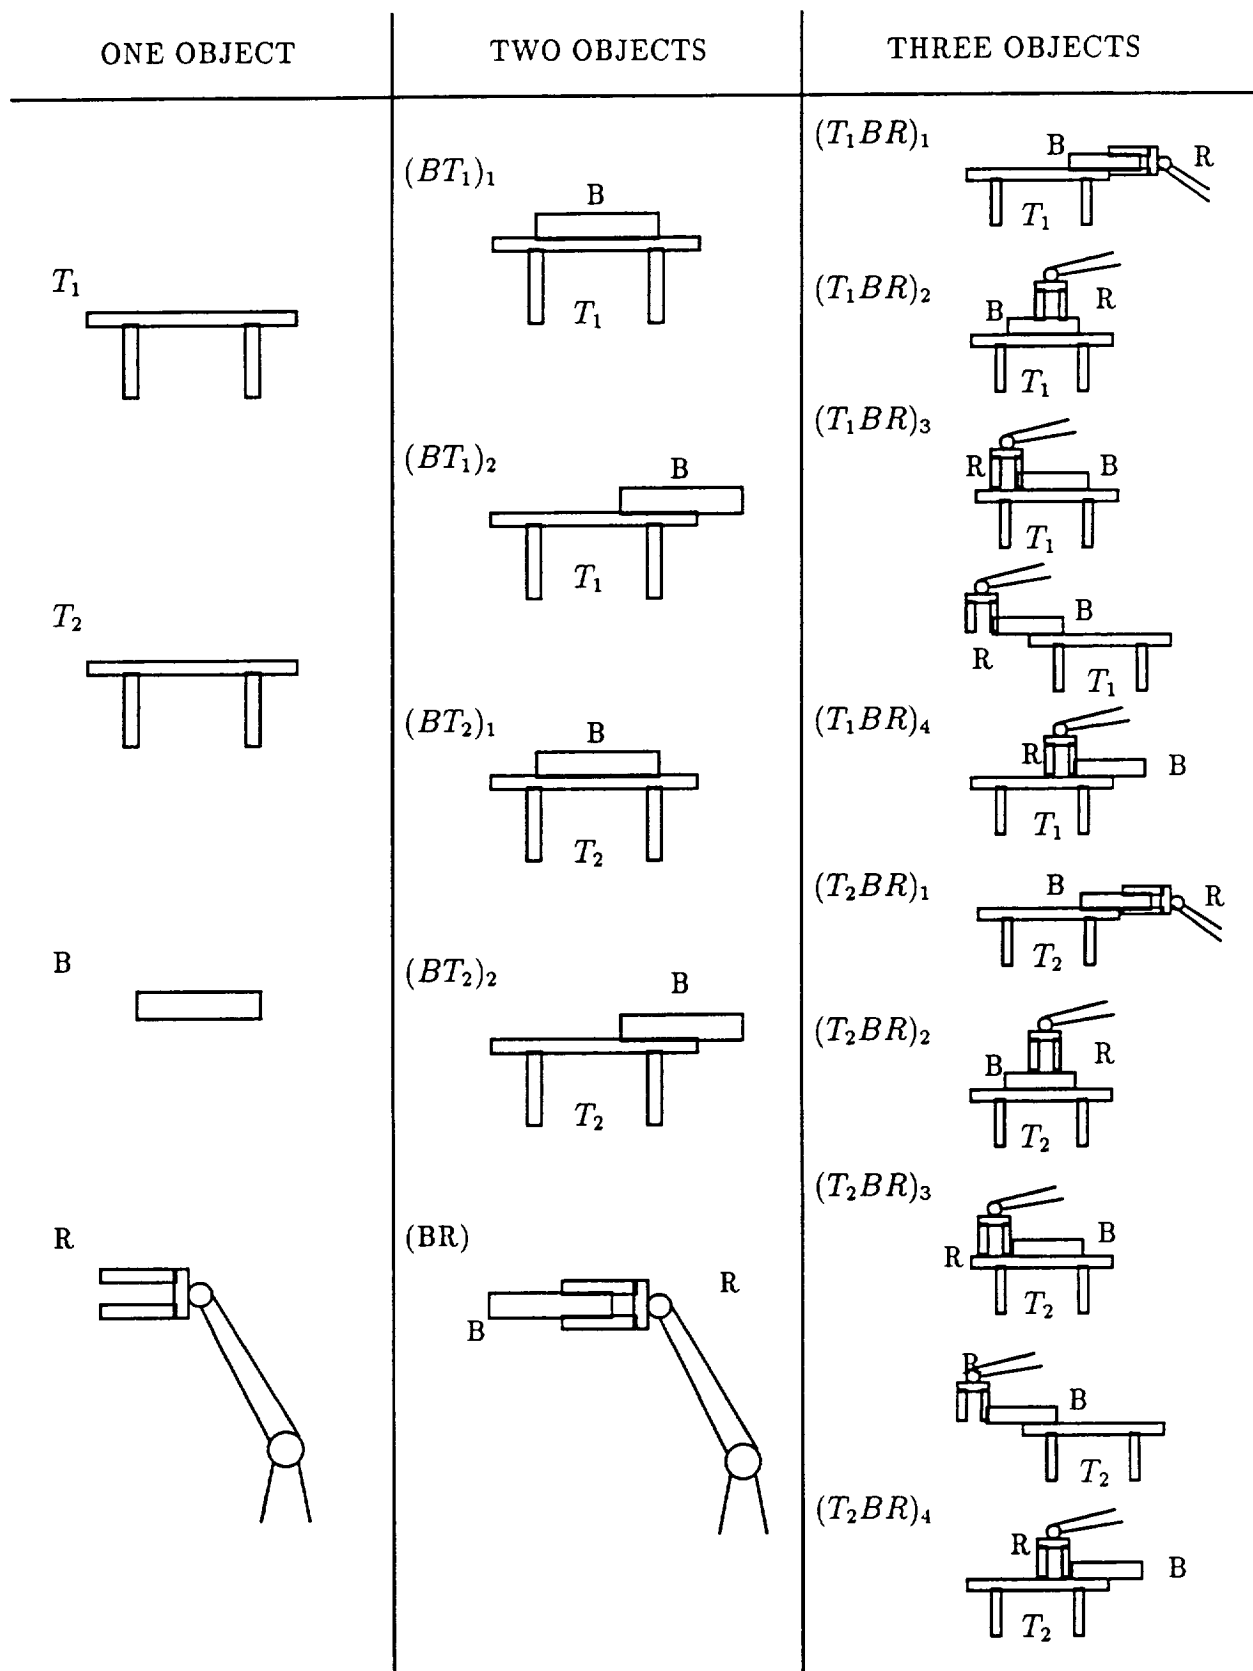 ONE OBJECT
TWO OBJECTS
THREE OBJECTS
T₁
T₂
B
R
(BT₁)₁
B
T₁
(BT₁)₂
B
T₁
(BT₂)₁
B
T₂
(BT₂)₂
B
T₂
(BR)
R
B
(T₁BR)₁
B
R
T₁
(T₁BR)₂
R
B
T₁
(T₁BR)₃
R
B
T₁
B
R
T₁
(T₁BR)₄
R
B
T₁
(T₂BR)₁
B
R
T₂
(T₂BR)₂
R
B
T₂
(T₂BR)₃
B
R
T₂
R
B
T₂
(T₂BR)₄
R
B
T₂